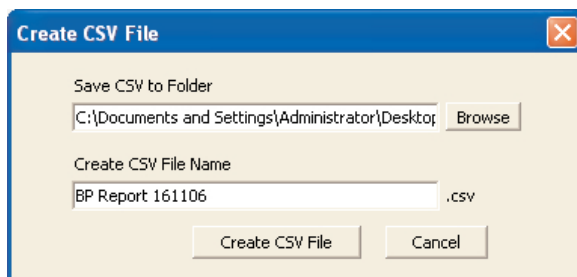 Create CSV File
Save CSV to Folder
C:\Documents and Settings\Administrator\Desktop Browse
Create CSV File Name
BP Report 161106 .csv
Create CSV File Cancel